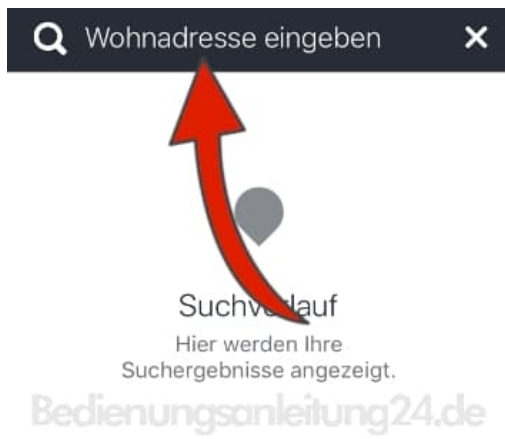 Wohnadresse eingeben
Suchverlauf
Hier werden Ihre
Suchergebnisse angezeigt.
Bedienungsanleitung24.de